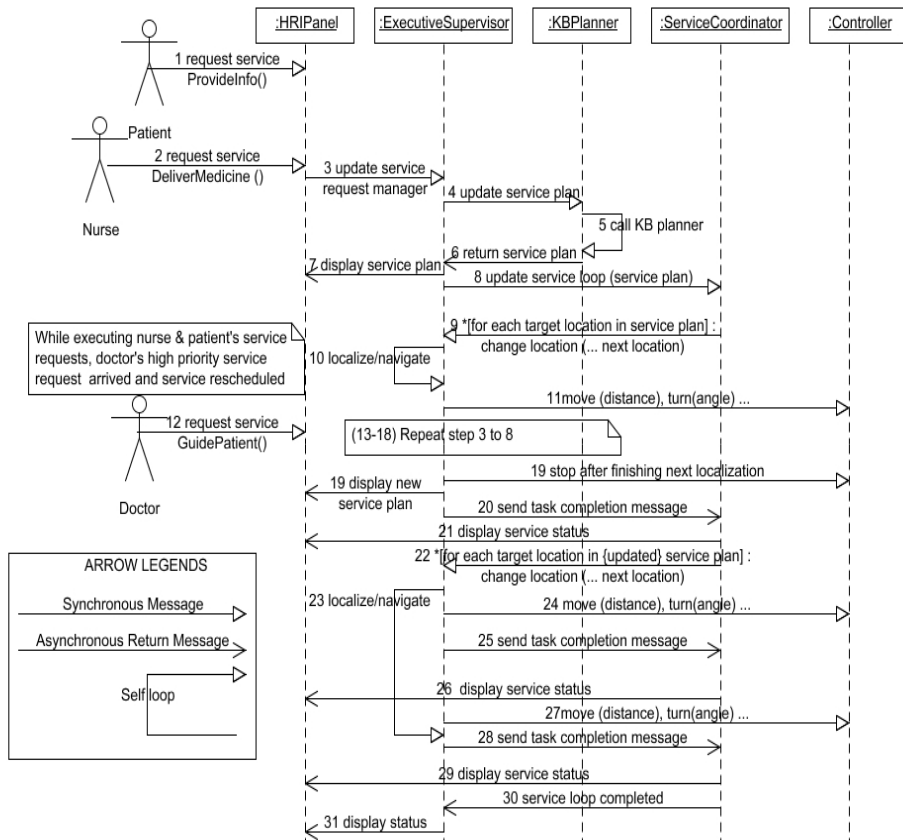 :HRIPanel :ExecutiveSupervisor :KBPlanner :ServiceCoordinator :Controller
1 request service
ProvideInfo()
Patient
2 request service
DeliverMedicine ()
Nurse
3 update service
request manager
4 update service plan
5 call KB planner
6 return service plan
7 display service plan
8 update service loop (service plan)
9 *[for each target location in service plan] :
change location (... next location)
While executing nurse & patient's service
requests, doctor's high priority service
request arrived and service rescheduled
10 localize/navigate
11move (distance), turn(angle) ...
12 request service
GuidePatient()
Doctor
(13-18) Repeat step 3 to 8
19 stop after finishing next localization
19 display new
service plan
20 send task completion message
21 display service status
22 *[for each target location in {updated} service plan] :
change location (... next location)
23 localize/navigate
24 move (distance), turn(angle) ...
25 send task completion message
26 display service status
27move (distance), turn(angle) ...
28 send task completion message
29 display service status
30 service loop completed
31 display status
ARROW LEGENDS
Synchronous Message
Asynchronous Return Message
Self loop